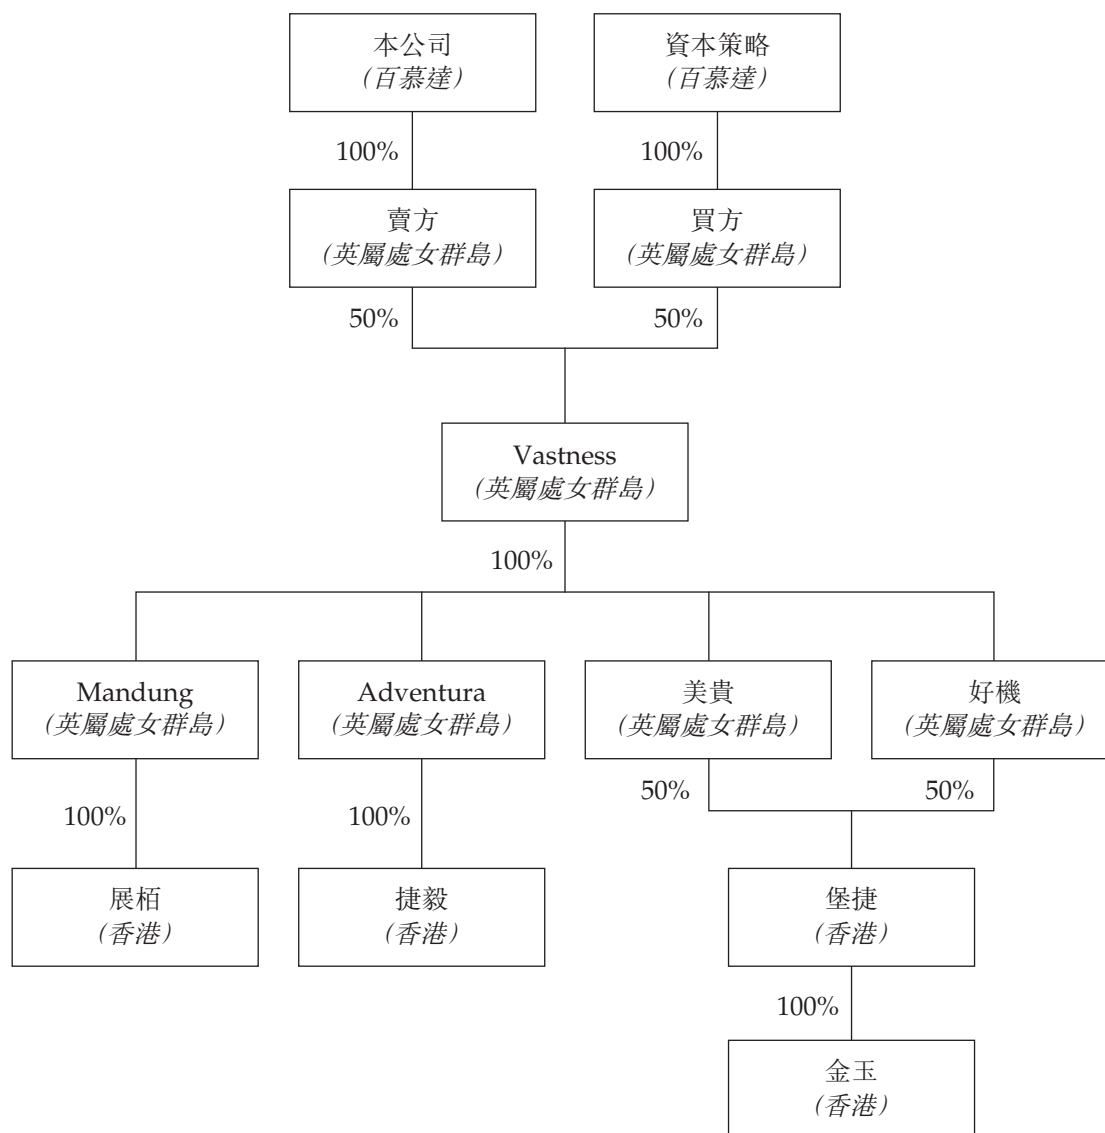 本公司
(百慕達)
資本策略
(百慕達)
100%
100%
賣方
(英屬處女群島)
買方
(英屬處女群島)
50%
50%
Vastness
(英屬處女群島)
100%
Mandung
(英屬處女群島)
Adventura
(英屬處女群島)
美貴
(英屬處女群島)
好機
(英屬處女群島)
100%
100%
50%
50%
展栢
(香港)
捷毅
(香港)
堡捷
(香港)
100%
金玉
(香港)